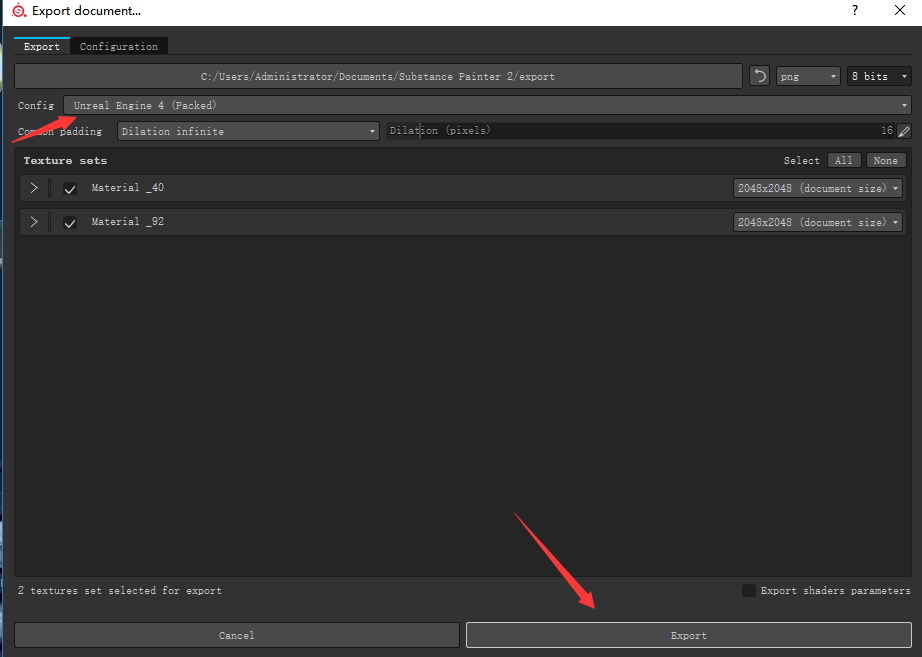 Export document...
?
Export Configuration
C:/Users/Administrator/Documents/Substance Painter 2/export png 8 bits
Config Unreal Engine 4 (Packed)
Common padding Dilation infinite Dilation (pixels) 16
Texture sets Select All None
Material _40 2048x2048 (document size)
Material _92 2048x2048 (document size)
2 textures set selected for export Export shaders parameters
Cancel Export